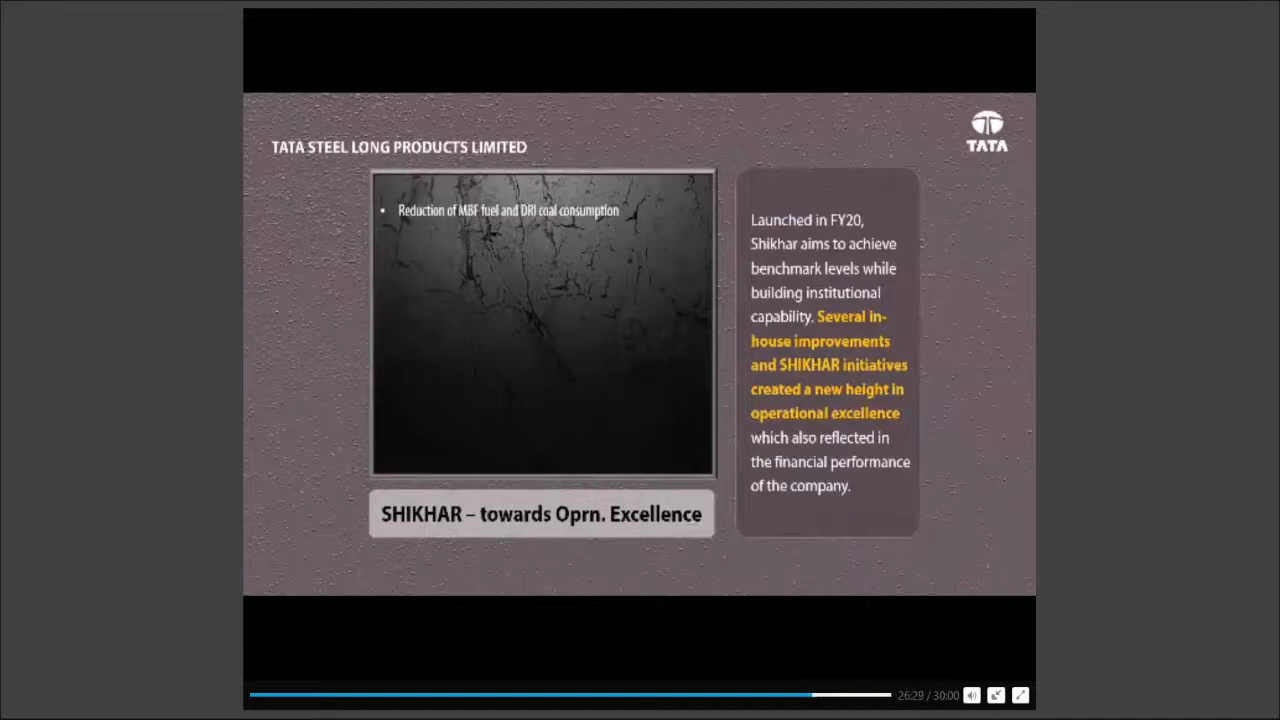 TATA
TATA STEEL LONG PRODUCTS LIMITED
• Reduction of MBF fuel and DRI coal consumption
SHIKHAR – towards Oprn. Excellence
Launched in FY20,
Shikhar aims to achieve
benchmark levels while
building institutional
capability. Several in-
house improvements
and SHIKHAR initiatives
created a new height in
operational excellence
which also reflected in
the financial performance
of the company.
26:29 / 30:00